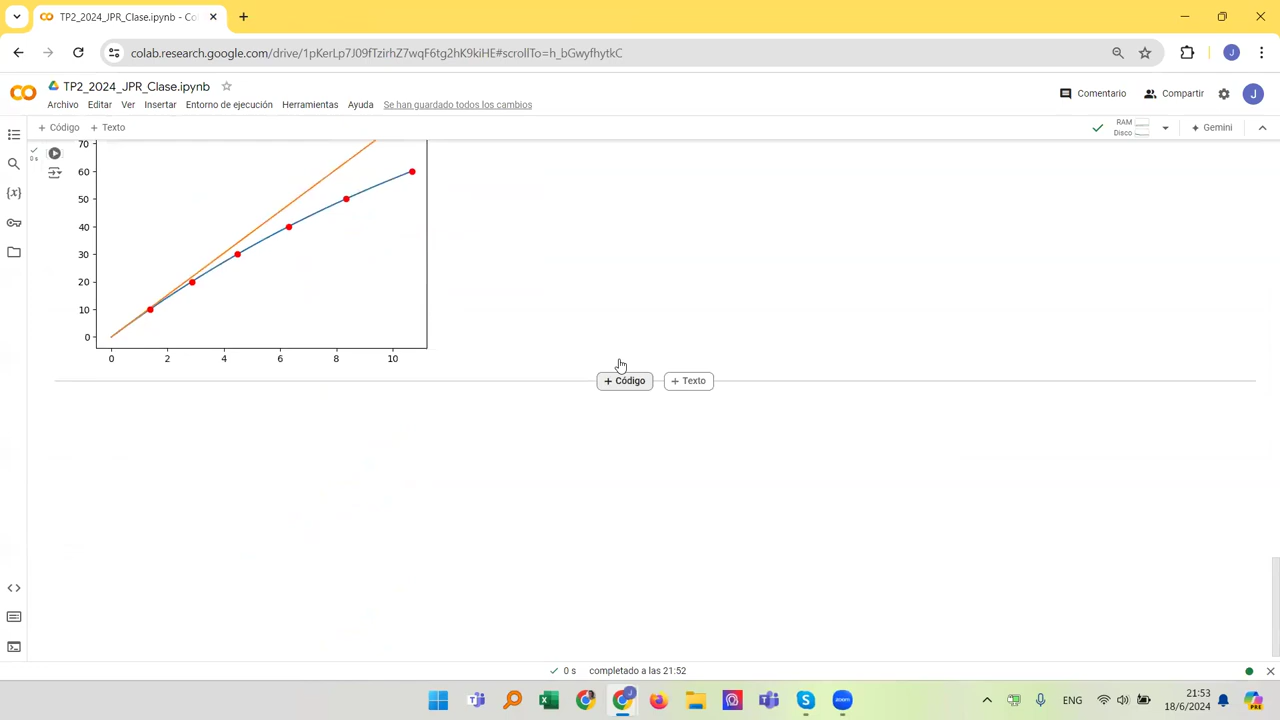 TP2_2024_JPR_Clase.ipynb - Co
colab.research.google.com/drive/1pKerLp7J09fTzirhZ7wqF6tg2hK9kiHE#scrollTo=h_bGwyfhytkC
J
TP2_2024_JPR_Clase.ipynb
Archivo Editar Ver Insertar Entorno de ejecución Herramientas Ayuda Se han guardado todos los cambios
Comentario Compartir J
+ Código + Texto
RAM
Disco
Gemini
{x}
0 s
70
60
50
40
30
20
10
0
0 2 4 6 8 10
+ Código + Texto
0 s completado a las 21:52
J
zoom
ENG
21:53
18/6/2024
PRE